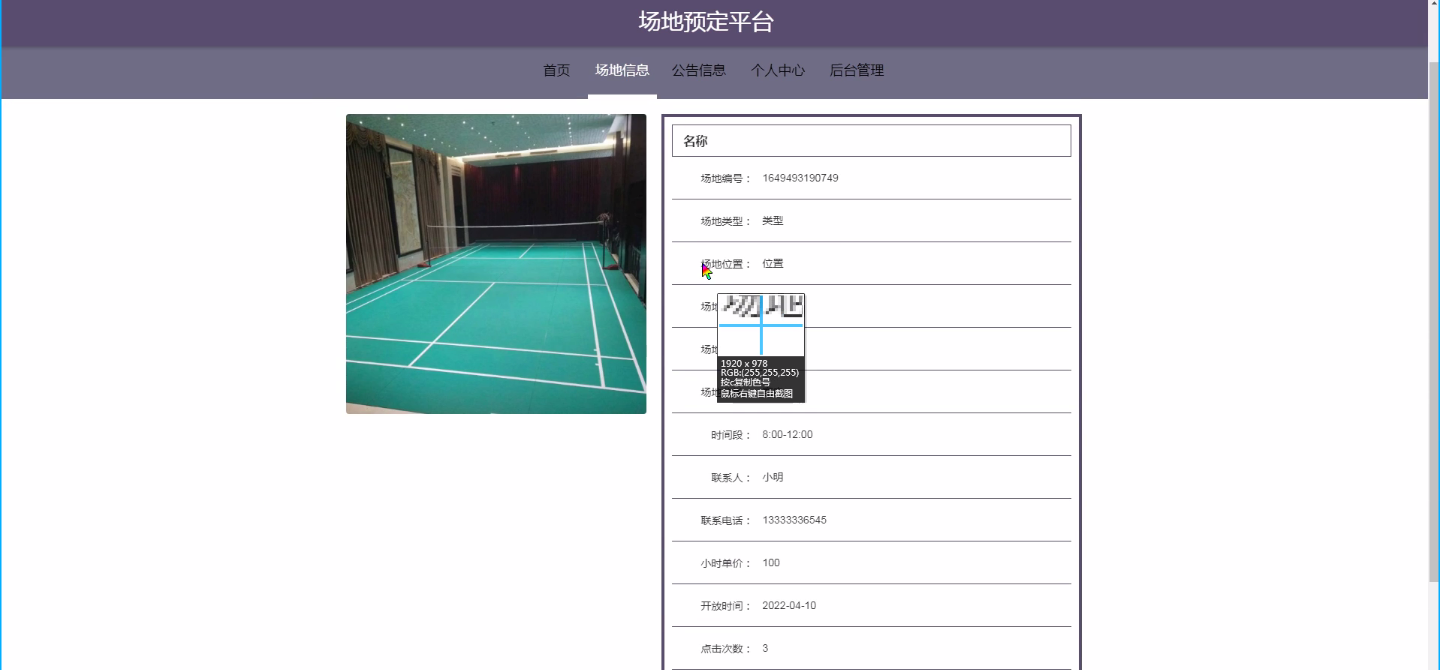 场地预定平台
首页 场地信息 公告信息 个人中心 后台管理
名称
场地编号： 1649493190749
场地类型： 类型
场地位置： 位置
场地
场地
场地
1920 x 978
RGB:(255,255,255)
按c复制色号
鼠标右键自由截图
时间段： 8:00-12:00
联系人： 小明
联系电话： 13333336545
小时单价： 100
开放时间： 2022-04-10
点击次数： 3